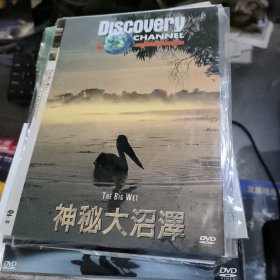 Discovery
CHANNEL
THE BIG WET
神秘大沼澤
DVD
DVD
DVD